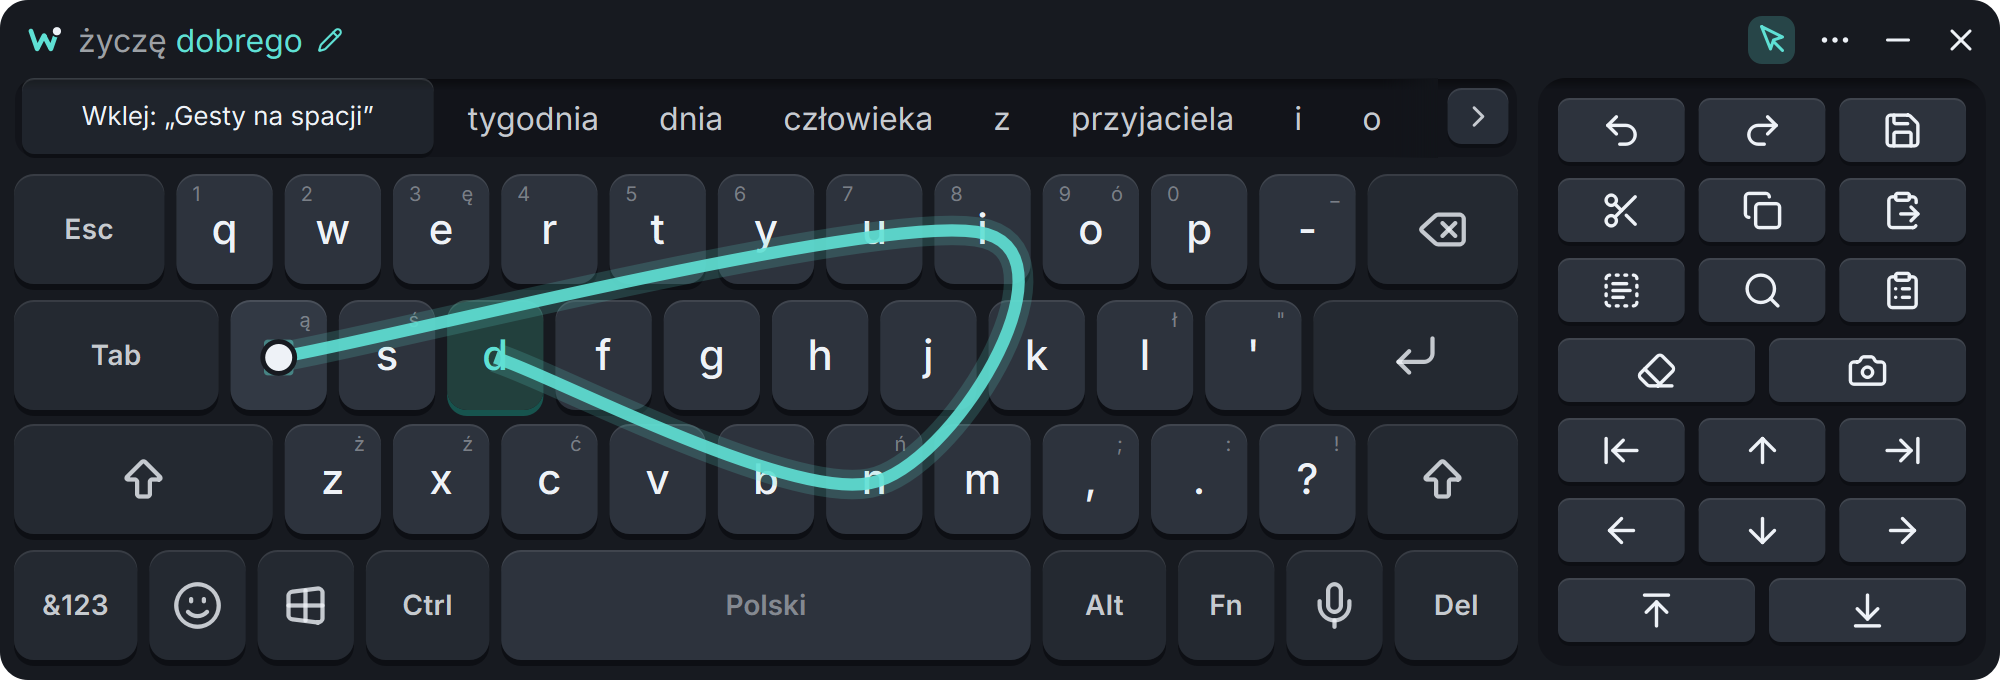 życzę dobrego
Wklej: „Gesty na spacji” tygodnia dnia człowieka z przyjaciela i o
Esc 1 q 2 w 3 ę e 4 r 5 t 6 y 7 u 8 i 9 ó o 0 p _ -
Tab ą ś s d f g h j k ł l " '
ż z ź x ć c v b ń n m ; , : . ! ?
&123 Ctrl Polski Alt Fn Del